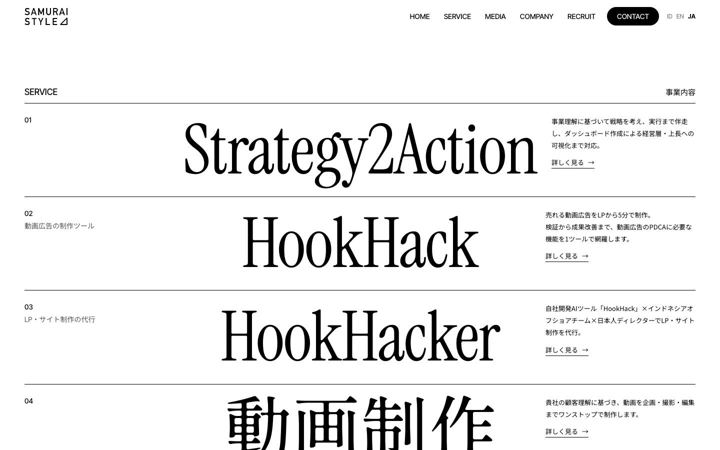 SAMURAI
STYLE
HOME SERVICE MEDIA COMPANY RECRUIT CONTACT ID EN JA
SERVICE 事業内容
01
Strategy2Action
事業理解に基づいて戦略を考え、実行まで伴走
し、ダッシュボード作成による経営層・上長への
可視化まで対応。
詳しく見る →
02
動画広告の制作ツール
HookHack
売れる動画広告をLPから5分で制作。
検証から成果改善まで、動画広告のPDCAに必要な
機能を1ツールで網羅します。
詳しく見る →
03
LP・サイト制作の代行
HookHacker
自社開発AIツール「HookHack」×インドネシアオ
フショアチーム×日本人ディレクターでLP・サイト
制作を代行。
詳しく見る →
04
動画制作
貴社の顧客理解に基づき、動画を企画・撮影・編集
までワンストップで制作します。
詳しく見る →